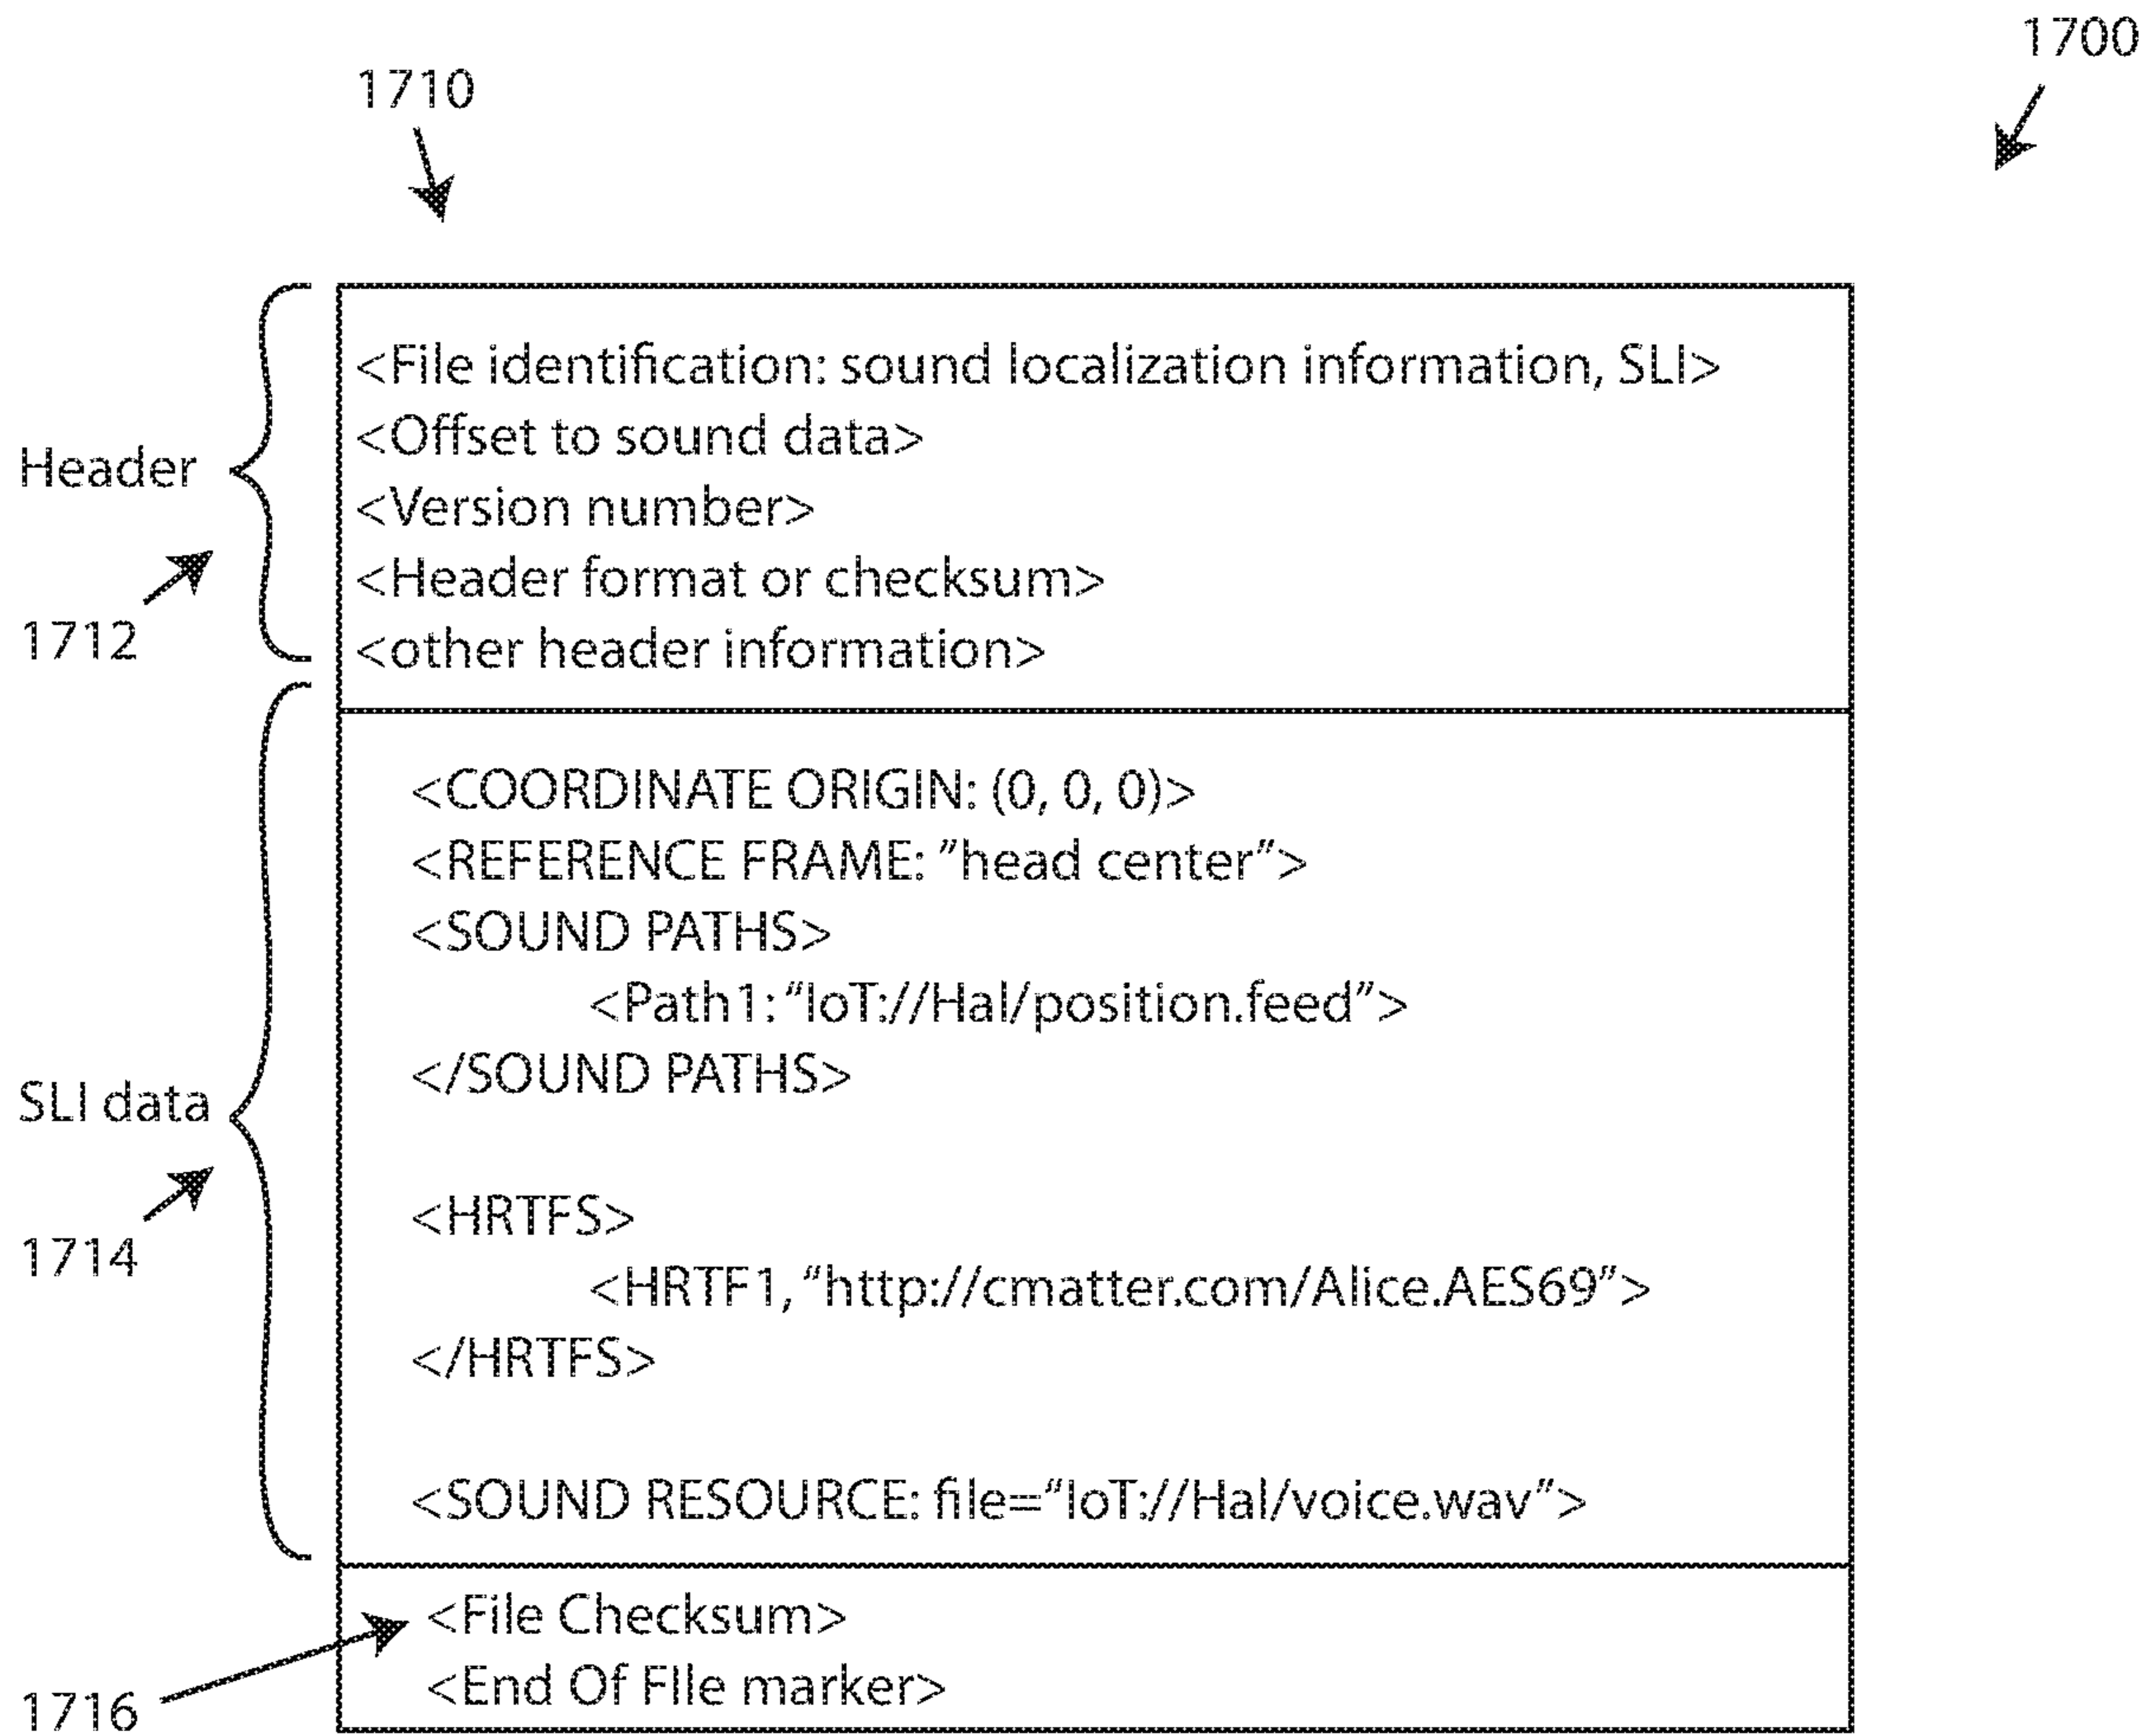 1700
1710
<File identification: sound localization information, SLI>
<Offset to sound data>
Header
<Version number>
<Header format or checksum>
1712
<other header information>
<COORDINATE ORIGIN: (0, 0, 0)>
<REFERENCE FRAME: ”head center”>
<SOUND PATHS>
<Path1: “IoT://Hal/position.feed”>
</SOUND PATHS>
SLI data
<HRTFS>
1714
<HRTF1, “http://cmatter.com/Alice.AES69”>
</HRTFS>
<SOUND RESOURCE: file=“IoT://Hal/voice.wav”>
<File Checksum>
<End Of FIle marker>
1716